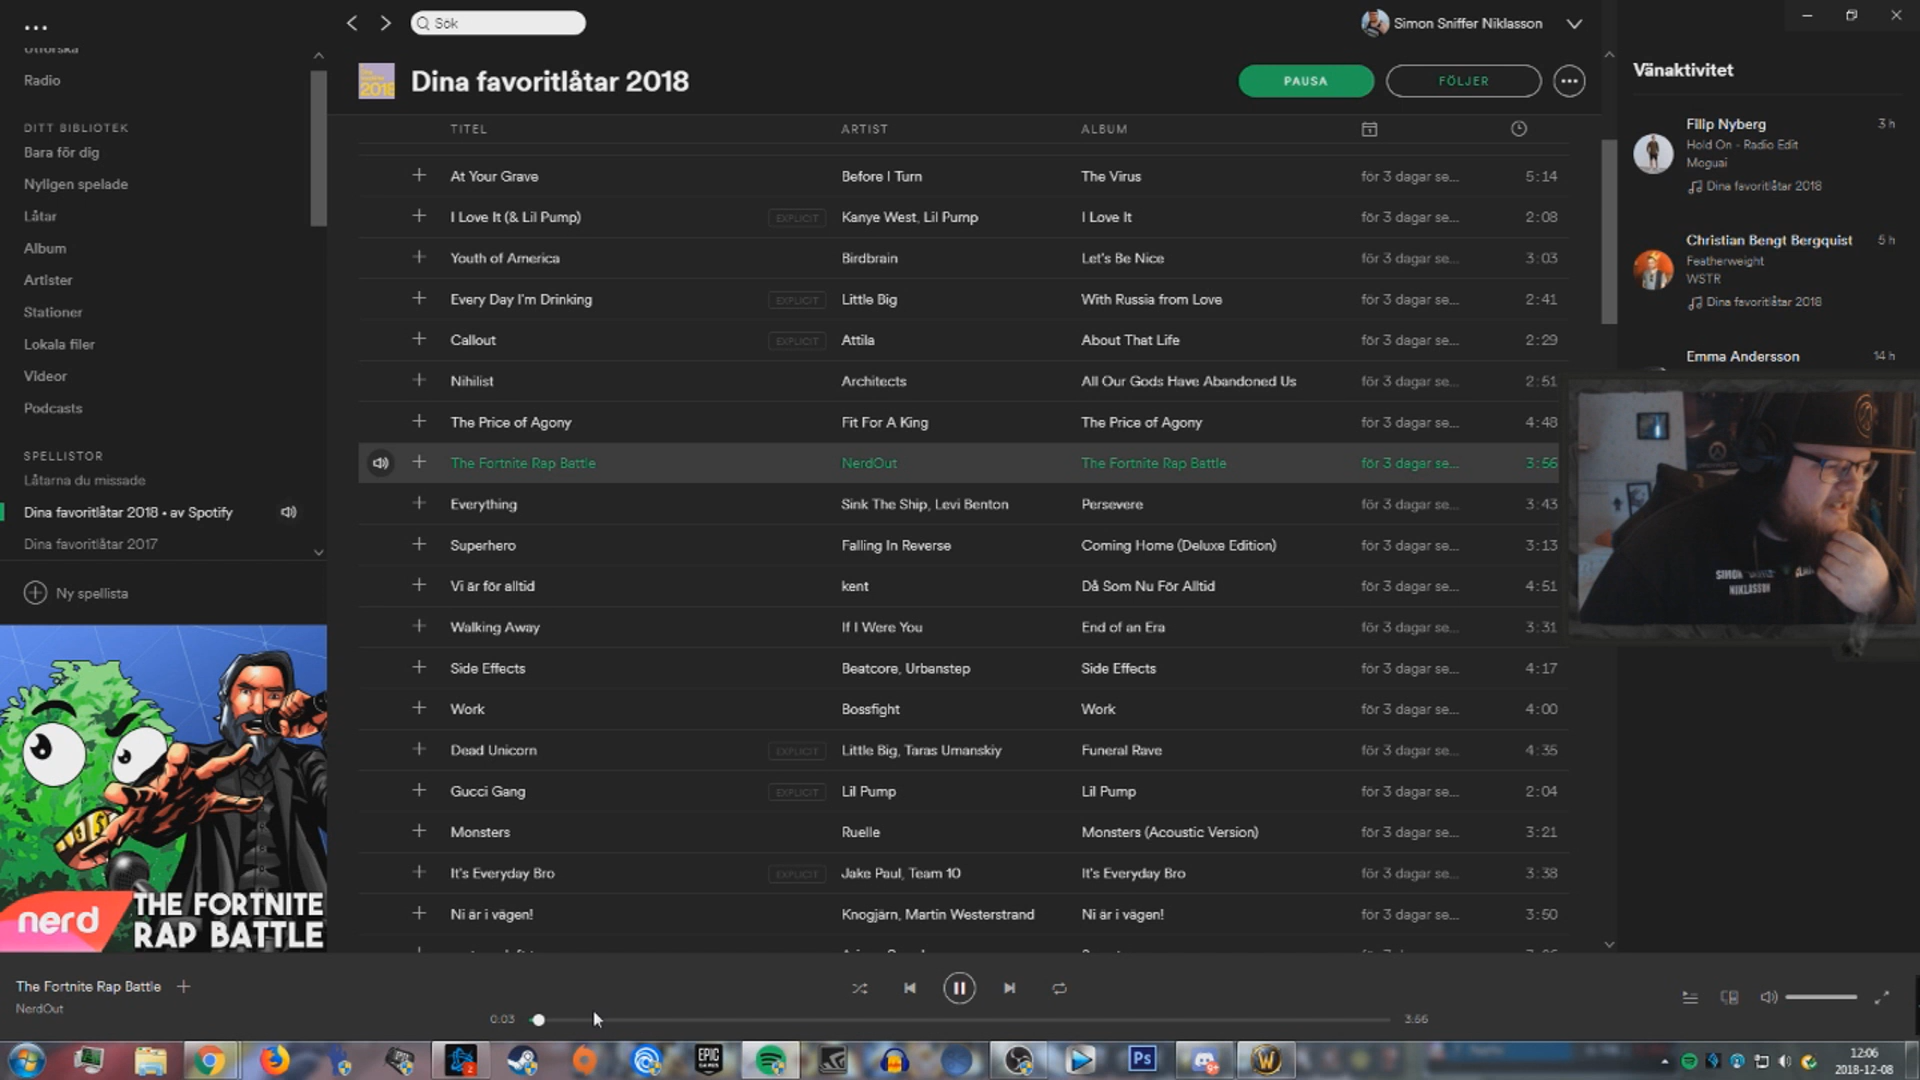 Sök
Simon Sniffer Niklasson
Utforska
Radio
DITT BIBLIOTEK
Bara för dig
Nyligen spelade
Låtar
Album
Artister
Stationer
Lokala filer
Videor
Podcasts
SPELLISTOR
Låtarna du missade
Dina favoritlåtar 2018 • av Spotify
Dina favoritlåtar 2017
Ny spellista
nerd
THE FORTNITE
RAP BATTLE
2018
Dina favoritlåtar 2018
PAUSA
FÖLJER
TITEL ARTIST ALBUM
At Your Grave Before I Turn The Virus för 3 dagar se... 5:14
I Love It (& Lil Pump) EXPLICIT Kanye West, Lil Pump I Love It för 3 dagar se... 2:08
Youth of America Birdbrain Let's Be Nice för 3 dagar se... 3:03
Every Day I'm Drinking EXPLICIT Little Big With Russia from Love för 3 dagar se... 2:41
Callout EXPLICIT Attila About That Life för 3 dagar se... 2:29
Nihilist Architects All Our Gods Have Abandoned Us för 3 dagar se... 2:51
The Price of Agony Fit For A King The Price of Agony för 3 dagar se... 4:48
The Fortnite Rap Battle NerdOut The Fortnite Rap Battle för 3 dagar se... 3:56
Everything Sink The Ship, Levi Benton Persevere för 3 dagar se... 3:43
Superhero Falling In Reverse Coming Home (Deluxe Edition) för 3 dagar se... 3:13
Vi är för alltid kent Då Som Nu För Alltid för 3 dagar se... 4:51
Walking Away If I Were You End of an Era för 3 dagar se... 3:31
Side Effects Beatcore, Urbanstep Side Effects för 3 dagar se... 4:17
Work Bossfight Work för 3 dagar se... 4:00
Dead Unicorn EXPLICIT Little Big, Taras Umanskiy Funeral Rave för 3 dagar se... 4:35
Gucci Gang EXPLICIT Lil Pump Lil Pump för 3 dagar se... 2:04
Monsters Ruelle Monsters (Acoustic Version) för 3 dagar se... 3:21
It's Everyday Bro EXPLICIT Jake Paul, Team 10 It's Everyday Bro för 3 dagar se... 3:38
Ni är i vägen! Knogjärn, Martin Westerstrand Ni är i vägen! för 3 dagar se... 3:50
Vänaktivitet
Filip Nyberg 3 h
Hold On - Radio Edit
Moguai
Dina favoritlåtar 2018
Christian Bengt Bergquist 5 h
Featherweight
WSTR
Dina favoritlåtar 2018
Emma Andersson 14 h
SIMON
NIKLASSON
The Fortnite Rap Battle
NerdOut
0:03
3:56
EPIC
GAMES
Ps
12:06
2018-12-08